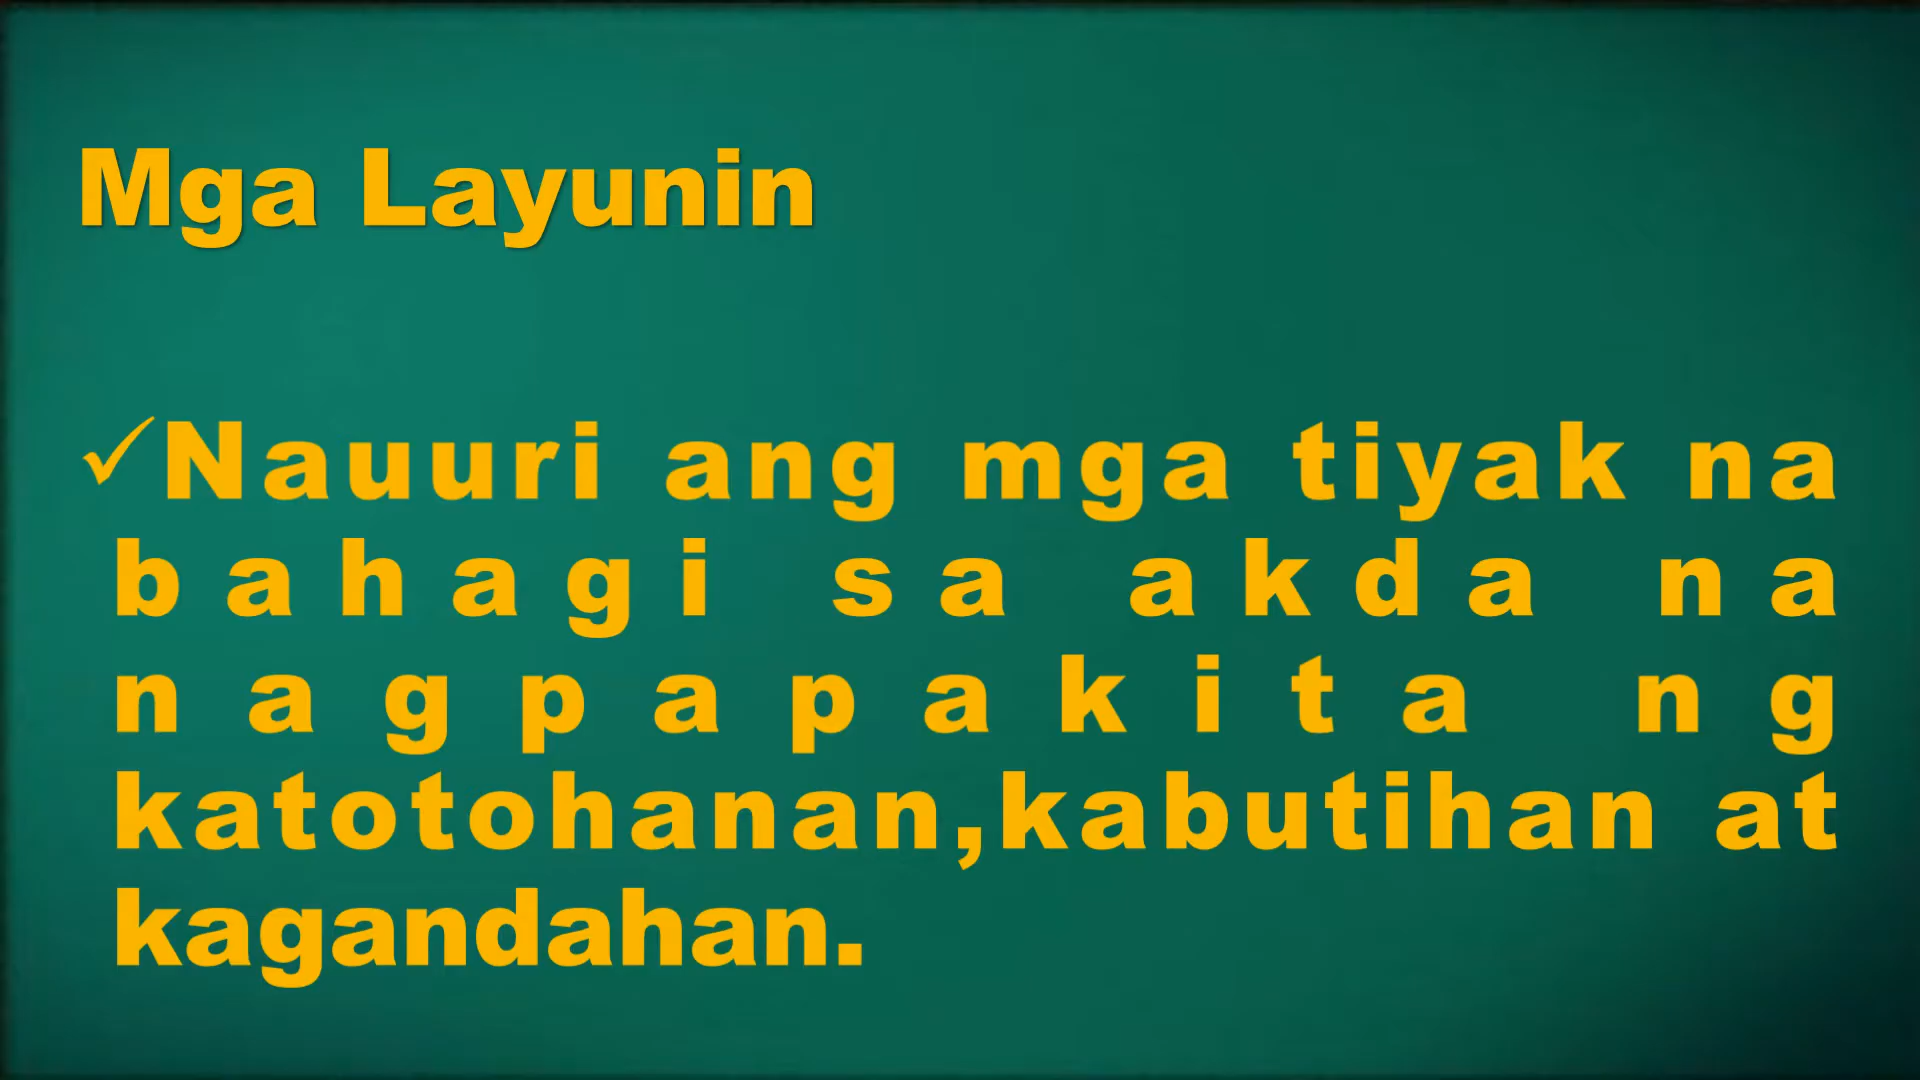 Mga Layunin
✓Nauuri ang mga tiyak na
bahagi sa akda na
nagpapakita ng
katotohanan,kabutihan at
kagandahan.